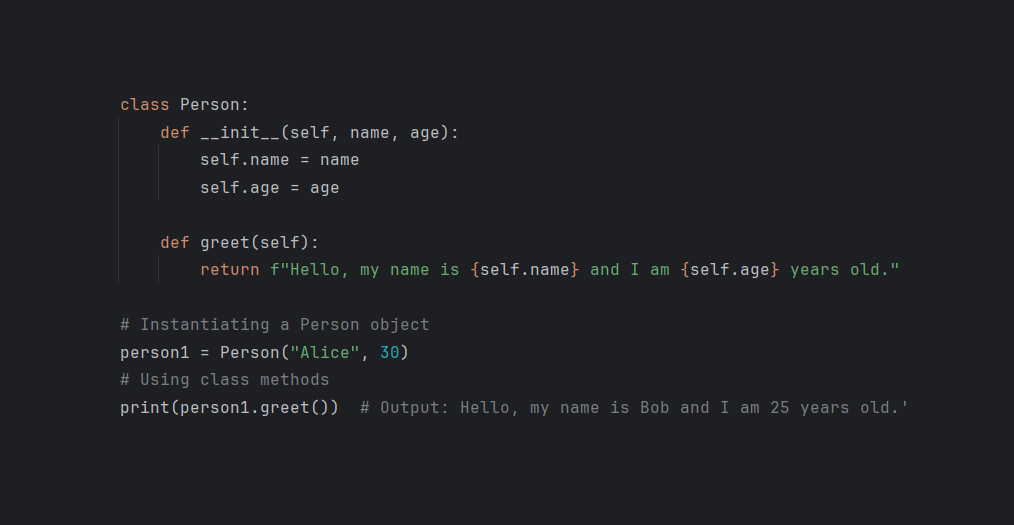 class Person:
    def __init__(self, name, age):
        self.name = name
        self.age = age
    def greet(self):
        return f"Hello, my name is {self.name} and I am {self.age} years old."
# Instantiating a Person object
person1 = Person("Alice", 30)
# Using class methods
print(person1.greet())  # Output: Hello, my name is Bob and I am 25 years old.'